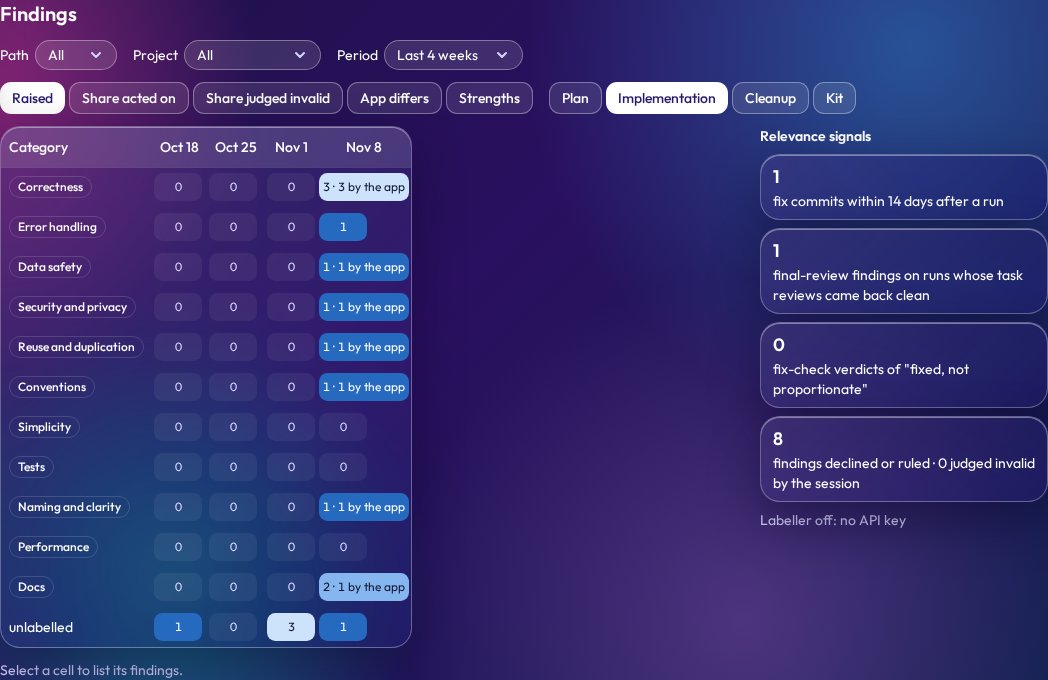 Findings
Path All Project All Period Last 4 weeks
Raised Share acted on Share judged invalid App differs Strengths Plan Implementation Cleanup Kit
Category Oct 18 Oct 25 Nov 1 Nov 8
Correctness 0 0 0 3 · 3 by the app
Error handling 0 0 0 1
Data safety 0 0 0 1 · 1 by the app
Security and privacy 0 0 0 1 · 1 by the app
Reuse and duplication 0 0 0 1 · 1 by the app
Conventions 0 0 0 1 · 1 by the app
Simplicity 0 0 0 0
Tests 0 0 0 0
Naming and clarity 0 0 0 1 · 1 by the app
Performance 0 0 0 0
Docs 0 0 0 2 · 1 by the app
unlabelled 1 0 3 1
Select a cell to list its findings.
Relevance signals
1
fix commits within 14 days after a run
1
final-review findings on runs whose task
reviews came back clean
0
fix-check verdicts of "fixed, not
proportionate"
8
findings declined or ruled · 0 judged invalid
by the session
Labeller off: no API key